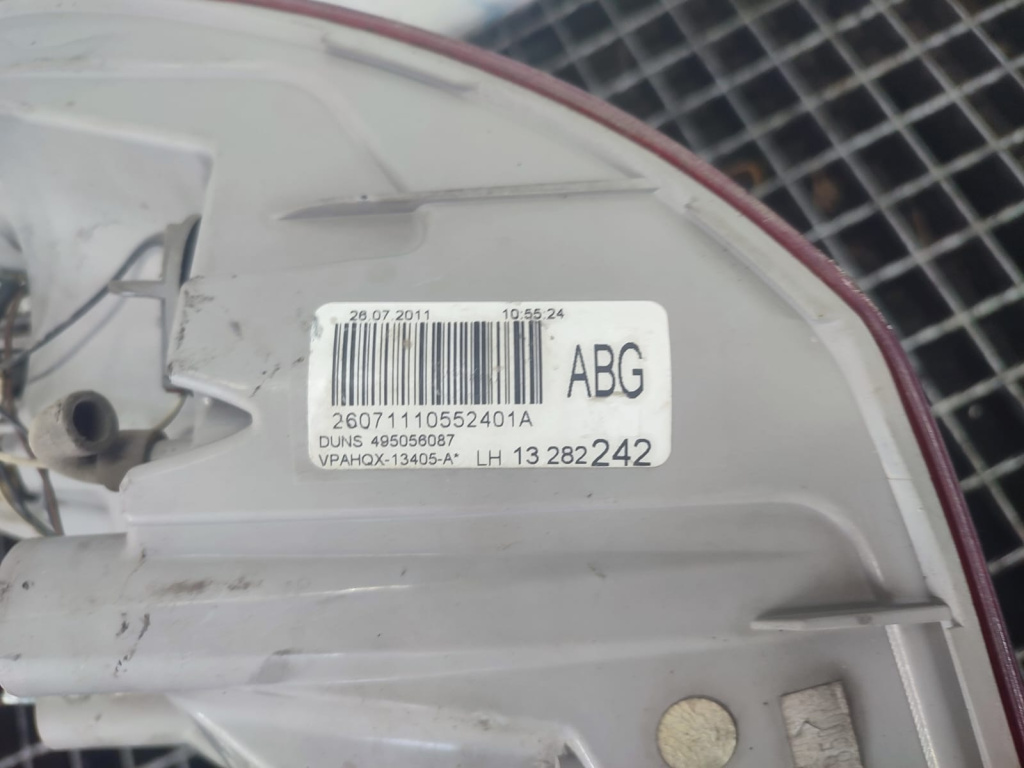 26.07.2011 10:55:24
ABG
26071110552401A
DUNS 495056087
VPAHQX-13405-A* LH 13 282 242